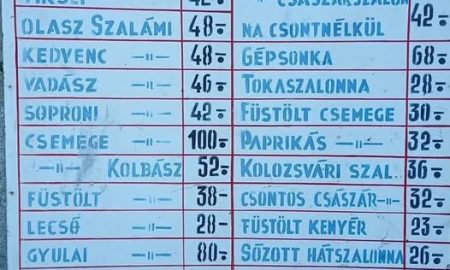 OLASZ SZALÁMI 48=
KEDVENC -"- 48=
VADÁSZ -"- 46=
SOPRONI -"- 42=
CSEMEGE -"- 100=
-"- KOLBÁSZ 52=
FÜSTÖLT -"- 38-
LECSÓ -"- 28-
GYULAI -"- 80=
NA CSONTNÉLKÜL 42=
GÉPSONKA 68=
TOKASZALONNA 28=
FÜSTÖLT CSEMEGE 30=
PAPRIKÁS -"- 32=
KOLOZSVÁRI SZAL. 36=
CSONTOS CSÁSZÁR-"- 32=
FÜSTÖLT KENYÉR 23=
SÓZOTT HÁTSZALONNA 26=